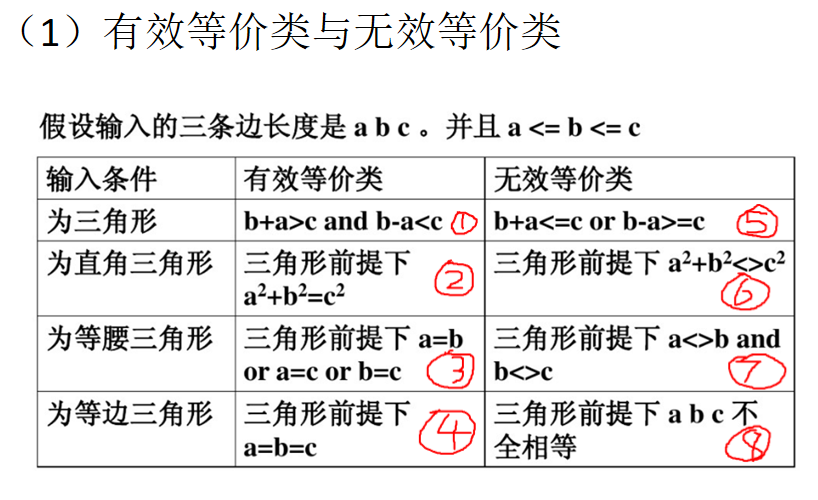 （1）有效等价类与无效等价类
假设输入的三条边长度是 a b c 。并且 a <= b <= c
输入条件 有效等价类 无效等价类
为三角形 b+a>c and b-a<c ① b+a<=c or b-a>=c ⑤
为直角三角形 三角形前提下 ② 三角形前提下 a²+b²<>c²
a²+b²=c² ⑥
为等腰三角形 三角形前提下 a=b 三角形前提下 a<>b and
or a=c or b=c ③ b<>c ⑦
为等边三角形 三角形前提下 ④ 三角形前提下 a b c 不
a=b=c 全相等 ⑧